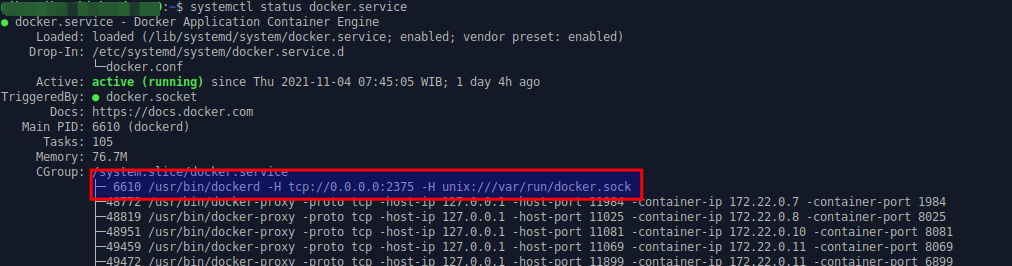 :~$ systemctl status docker.service
● docker.service - Docker Application Container Engine
Loaded: loaded (/lib/systemd/system/docker.service; enabled; vendor preset: enabled)
Drop-In: /etc/systemd/system/docker.service.d
└─docker.conf
Active: active (running) since Thu 2021-11-04 07:45:05 WIB; 1 day 4h ago
TriggeredBy: ● docker.socket
Docs: https://docs.docker.com
Main PID: 6610 (dockerd)
Tasks: 105
Memory: 76.7M
CGroup: /system.slice/docker.service
├─ 6610 /usr/bin/dockerd -H tcp://0.0.0.0:2375 -H unix:///var/run/docker.sock
├─48772 /usr/bin/docker-proxy -proto tcp -host-ip 127.0.0.1 -host-port 11984 -container-ip 172.22.0.7 -container-port 1984
├─48819 /usr/bin/docker-proxy -proto tcp -host-ip 127.0.0.1 -host-port 11025 -container-ip 172.22.0.8 -container-port 8025
├─48951 /usr/bin/docker-proxy -proto tcp -host-ip 127.0.0.1 -host-port 11081 -container-ip 172.22.0.10 -container-port 8081
├─49459 /usr/bin/docker-proxy -proto tcp -host-ip 127.0.0.1 -host-port 11069 -container-ip 172.22.0.11 -container-port 8069
├─49472 /usr/bin/docker-proxy -proto tcp -host-ip 127.0.0.1 -host-port 11899 -container-ip 172.22.0.11 -container-port 6899